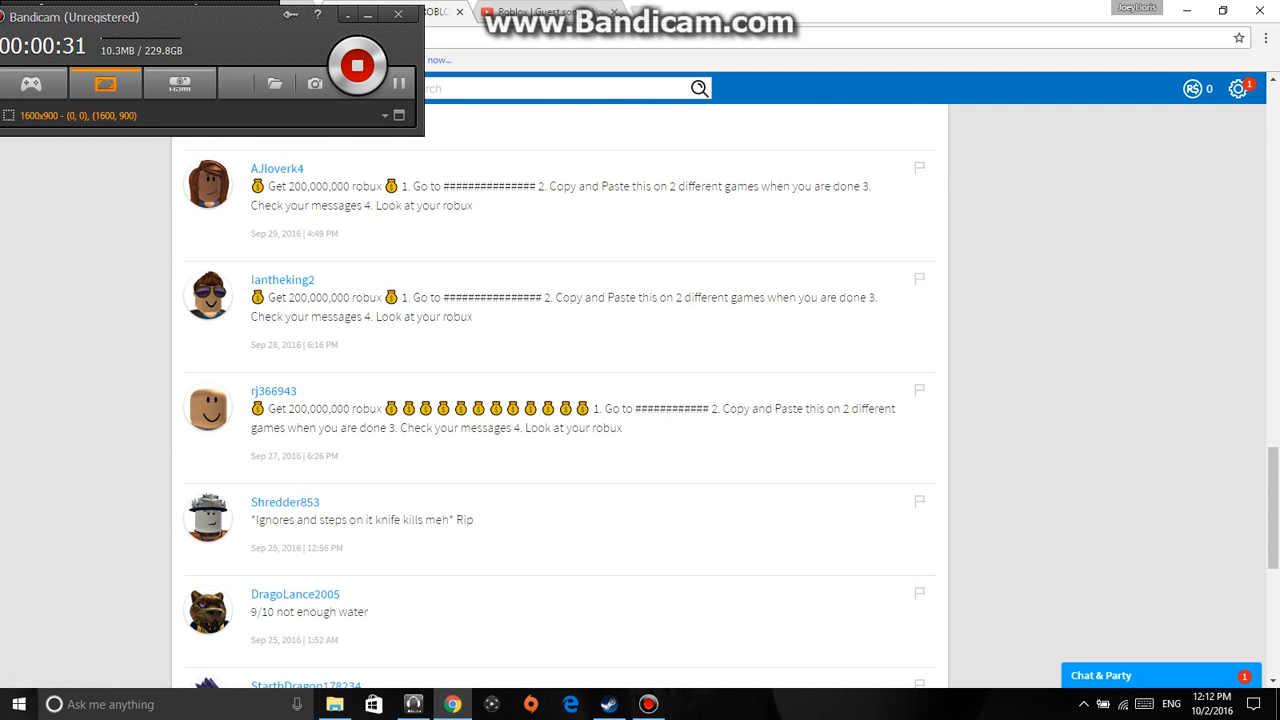 www.Bandicam.com
Bandicam (Unregistered)
Roblox | Guest so
JoeyLloris
00:00:31
10.3MB / 229.8GB
HDMI
now...
1600x900 - (0, 0), (1600, 900)
rch
R$ 0
1
AJloverk4
💰 Get 200,000,000 robux 💰 1. Go to ############### 2. Copy and Paste this on 2 different games when you are done 3.
Check your messages 4. Look at your robux
Sep 29, 2016 | 4:49 PM
Iantheking2
💰 Get 200,000,000 robux 💰 1. Go to ################ 2. Copy and Paste this on 2 different games when you are done 3.
Check your messages 4. Look at your robux
Sep 28, 2016 | 6:16 PM
rj366943
💰 Get 200,000,000 robux 💰 💰 💰 💰 💰 💰 💰 💰 💰 💰 💰 💰 1. Go to ############ 2. Copy and Paste this on 2 different
games when you are done 3. Check your messages 4. Look at your robux
Sep 27, 2016 | 6:26 PM
Shredder853
*Ignores and steps on it knife kills meh* Rip
Sep 25, 2016 | 12:56 PM
DragoLance2005
9/10 not enough water
Sep 25, 2016 | 1:52 AM
StarthDragon178234
Chat & Party
1
Ask me anything
ENG
12:12 PM
10/2/2016